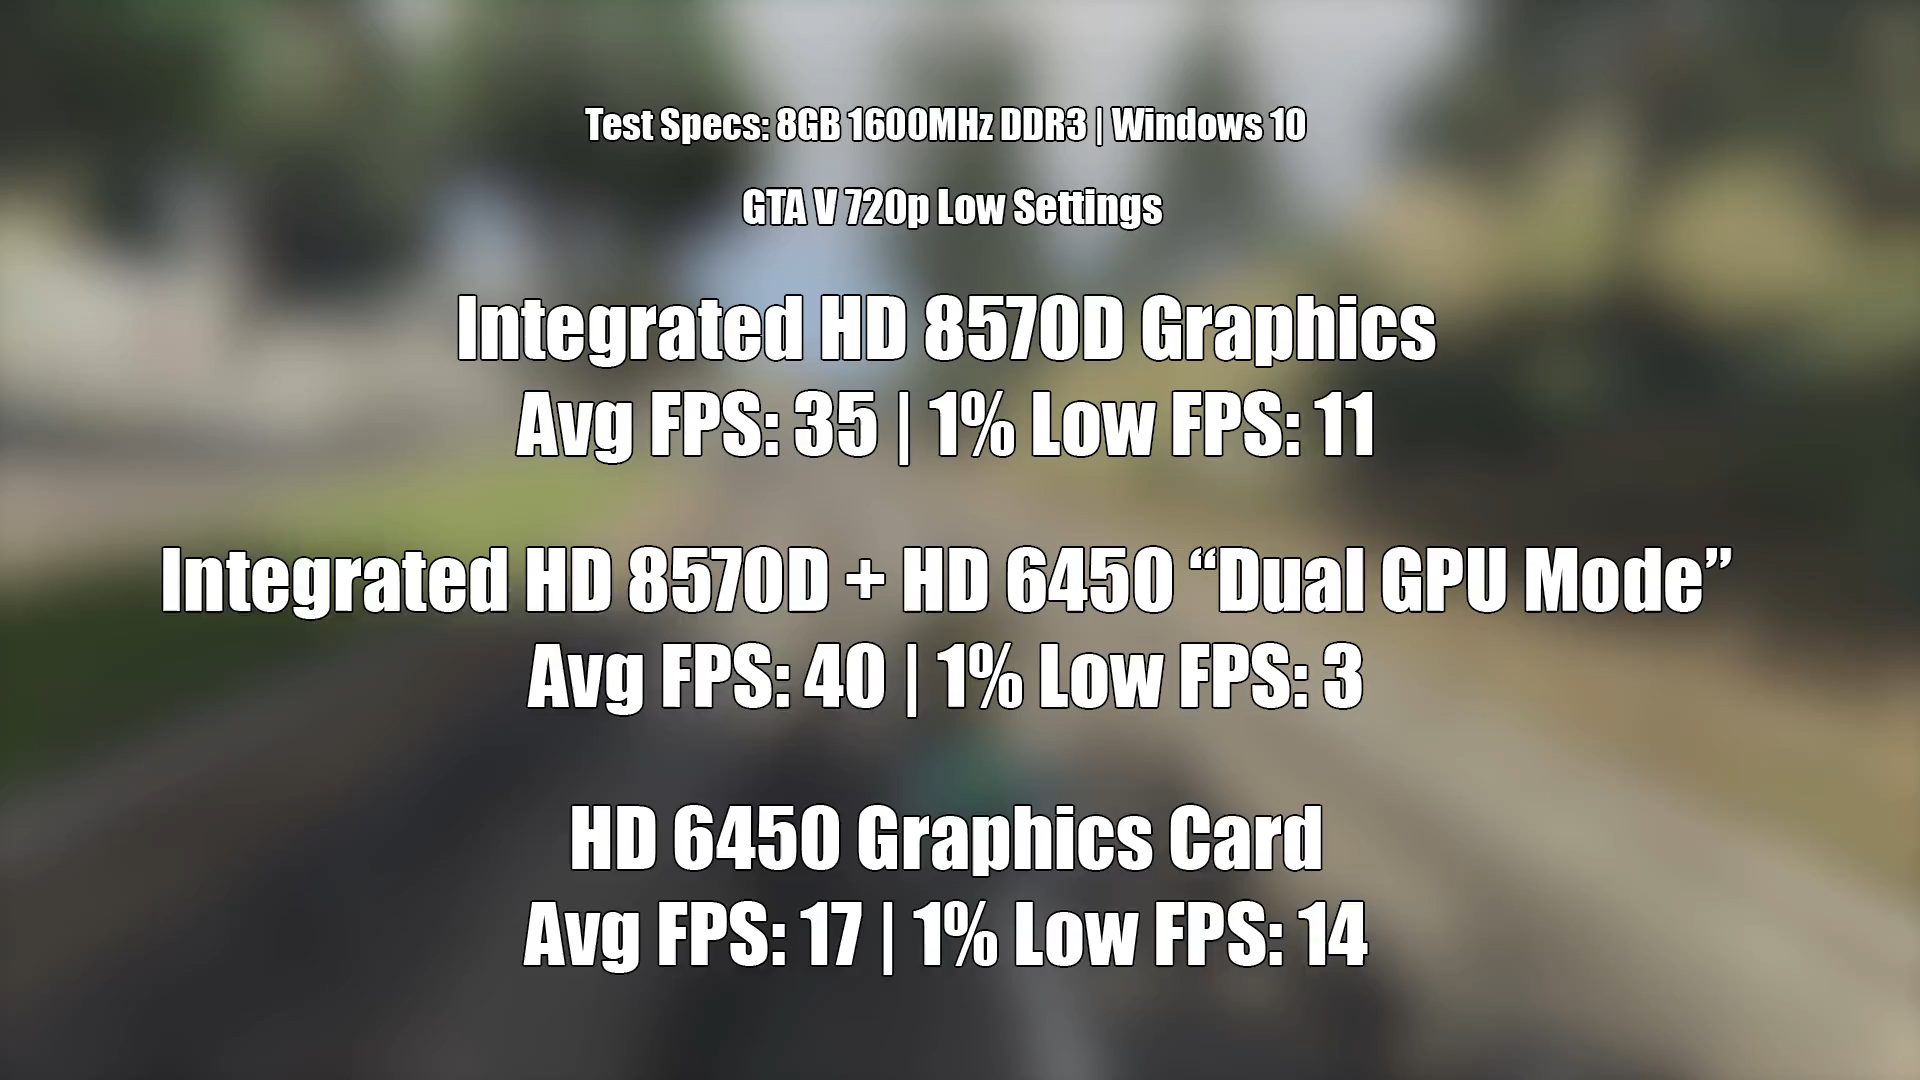 Test Specs: 8GB 1600MHz DDR3 | Windows 10
GTA V 720p Low Settings
Integrated HD 8570D Graphics
Avg FPS: 35 | 1% Low FPS: 11
Integrated HD 8570D + HD 6450 “Dual GPU Mode”
Avg FPS: 40 | 1% Low FPS: 3
HD 6450 Graphics Card
Avg FPS: 17 | 1% Low FPS: 14